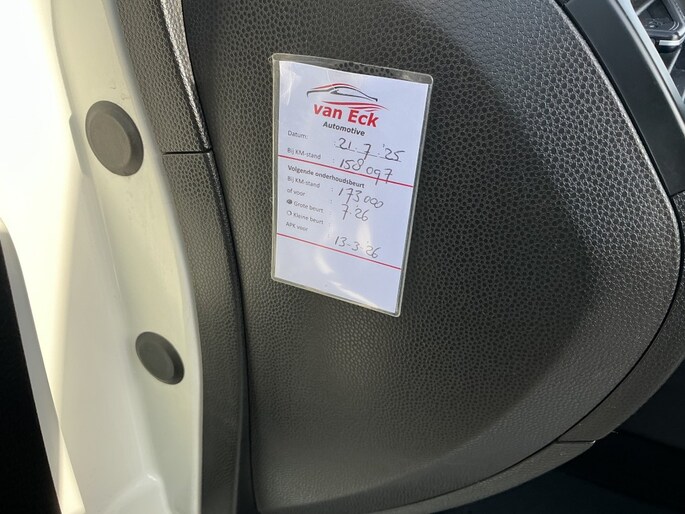 van Eck
Automotive
Datum: 21-7-'25
Bij KM-stand 158 097
Volgende onderhoudsbeurt
Bij KM-stand 173 000
of voor 7-26
Grote beurt
Kleine beurt
APK voor 13-3-26